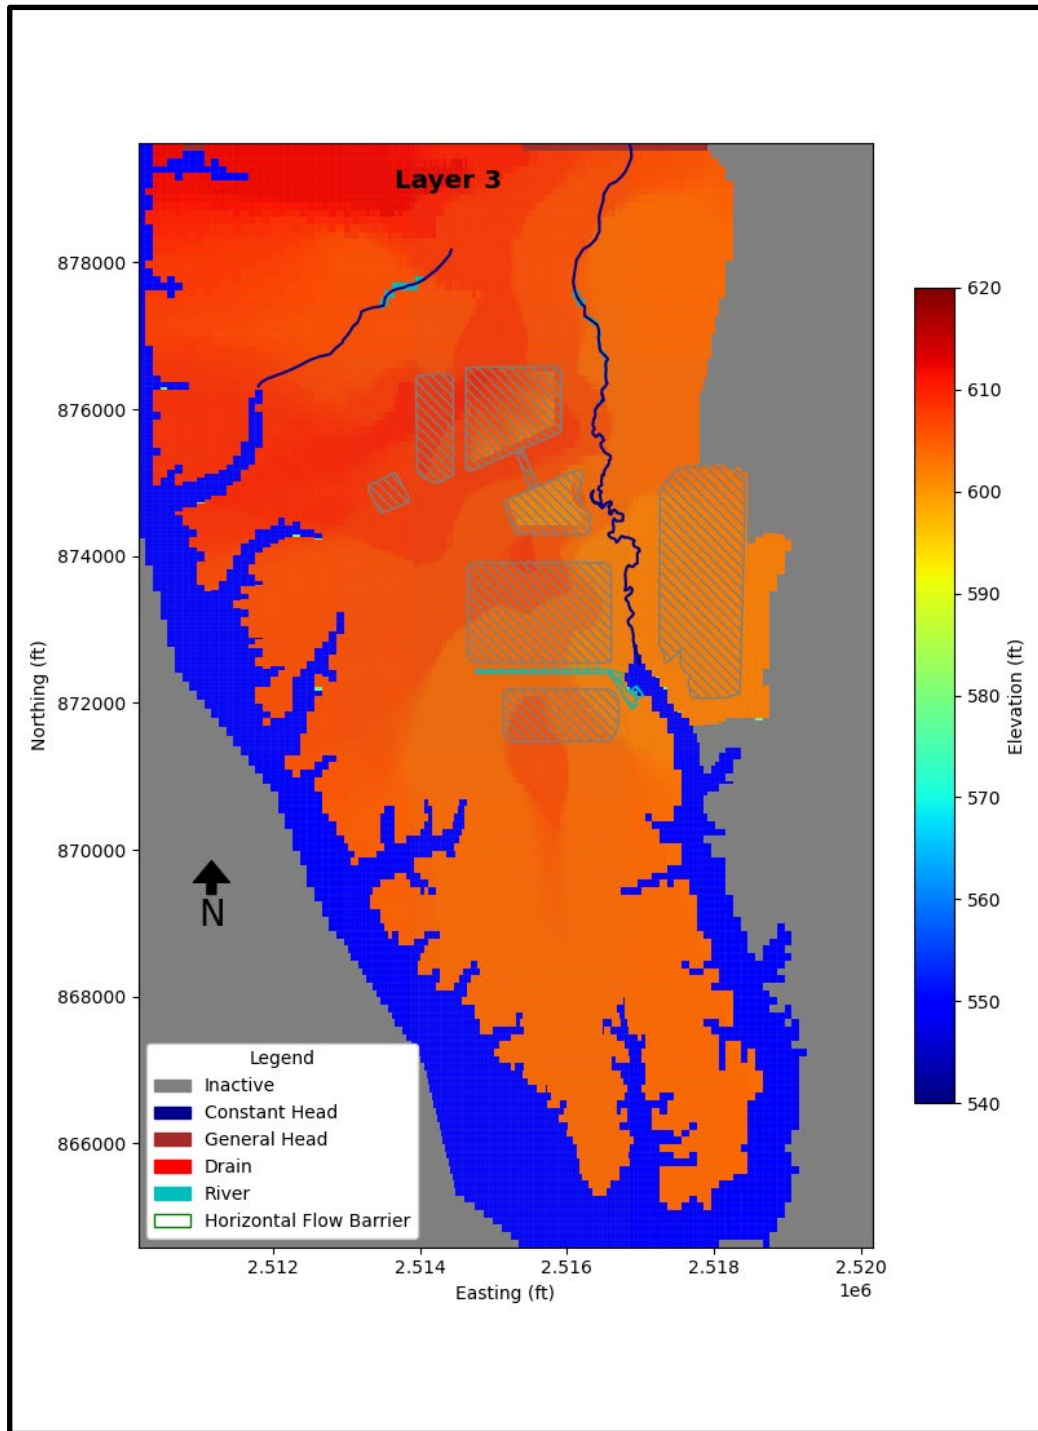 Layer 3
878000
876000
874000
872000
870000
868000
866000
Northing (ft)
N
Legend
Inactive
Constant Head
General Head
Drain
River
Horizontal Flow Barrier
2.512 2.514 2.516 2.518 2.520
1e6
Easting (ft)
620
610
600
590
580
570
560
550
540
Elevation (ft)